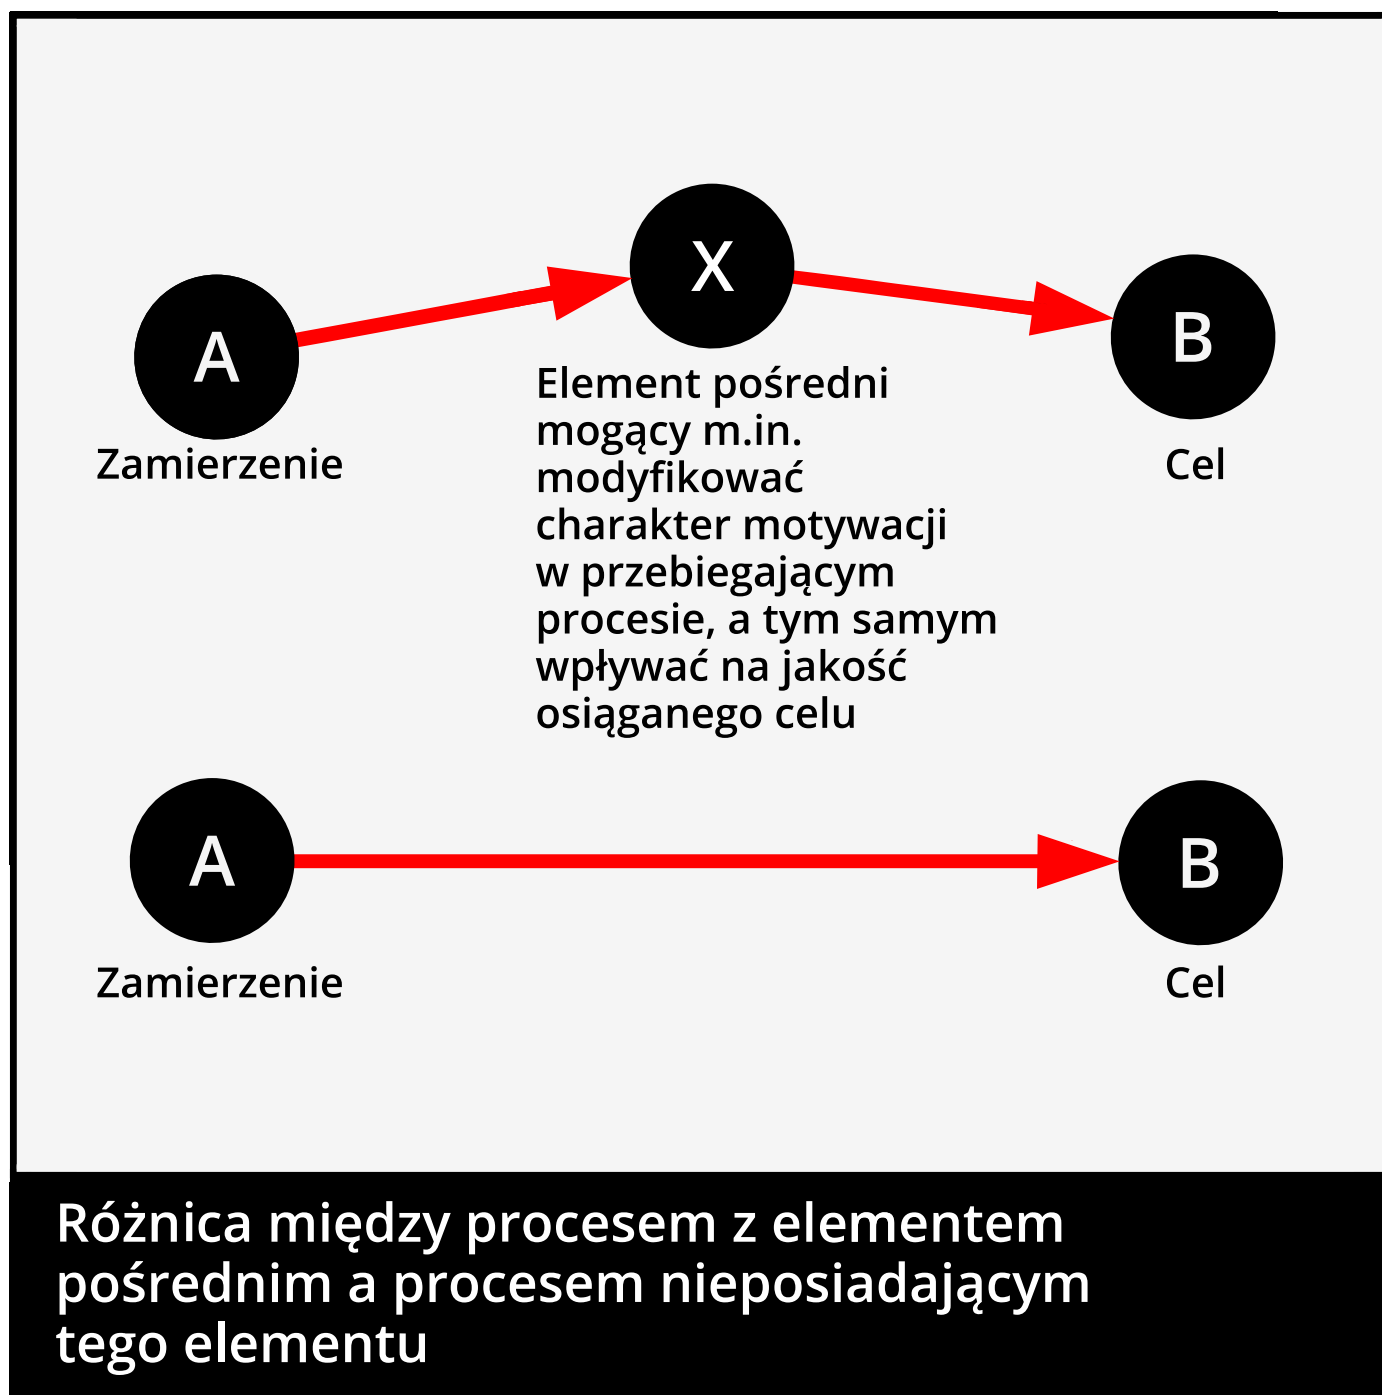 X
A
B
Zamierzenie
Element pośredni
mogący m.in.
modyfikować
charakter motywacji
w przebiegającym
procesie, a tym samym
wpływać na jakość
osiąganego celu
Cel
A
B
Zamierzenie
Cel
Różnica między procesem z elementem
pośrednim a procesem nieposiadającym
tego elementu